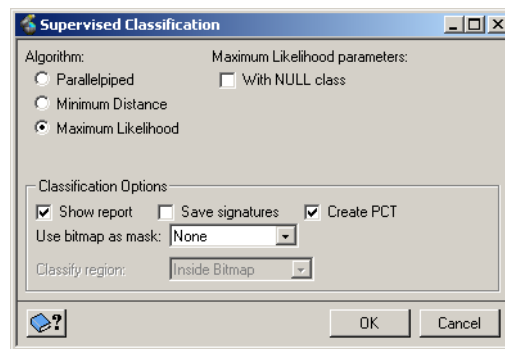 Supervised Classification
Algorithm: Maximum Likelihood parameters:
Parallelpiped With NULL class
Minimum Distance
Maximum Likelihood
Classification Options
Show report Save signatures Create PCT
Use bitmap as mask: None
Classify region: Inside Bitmap
? OK Cancel